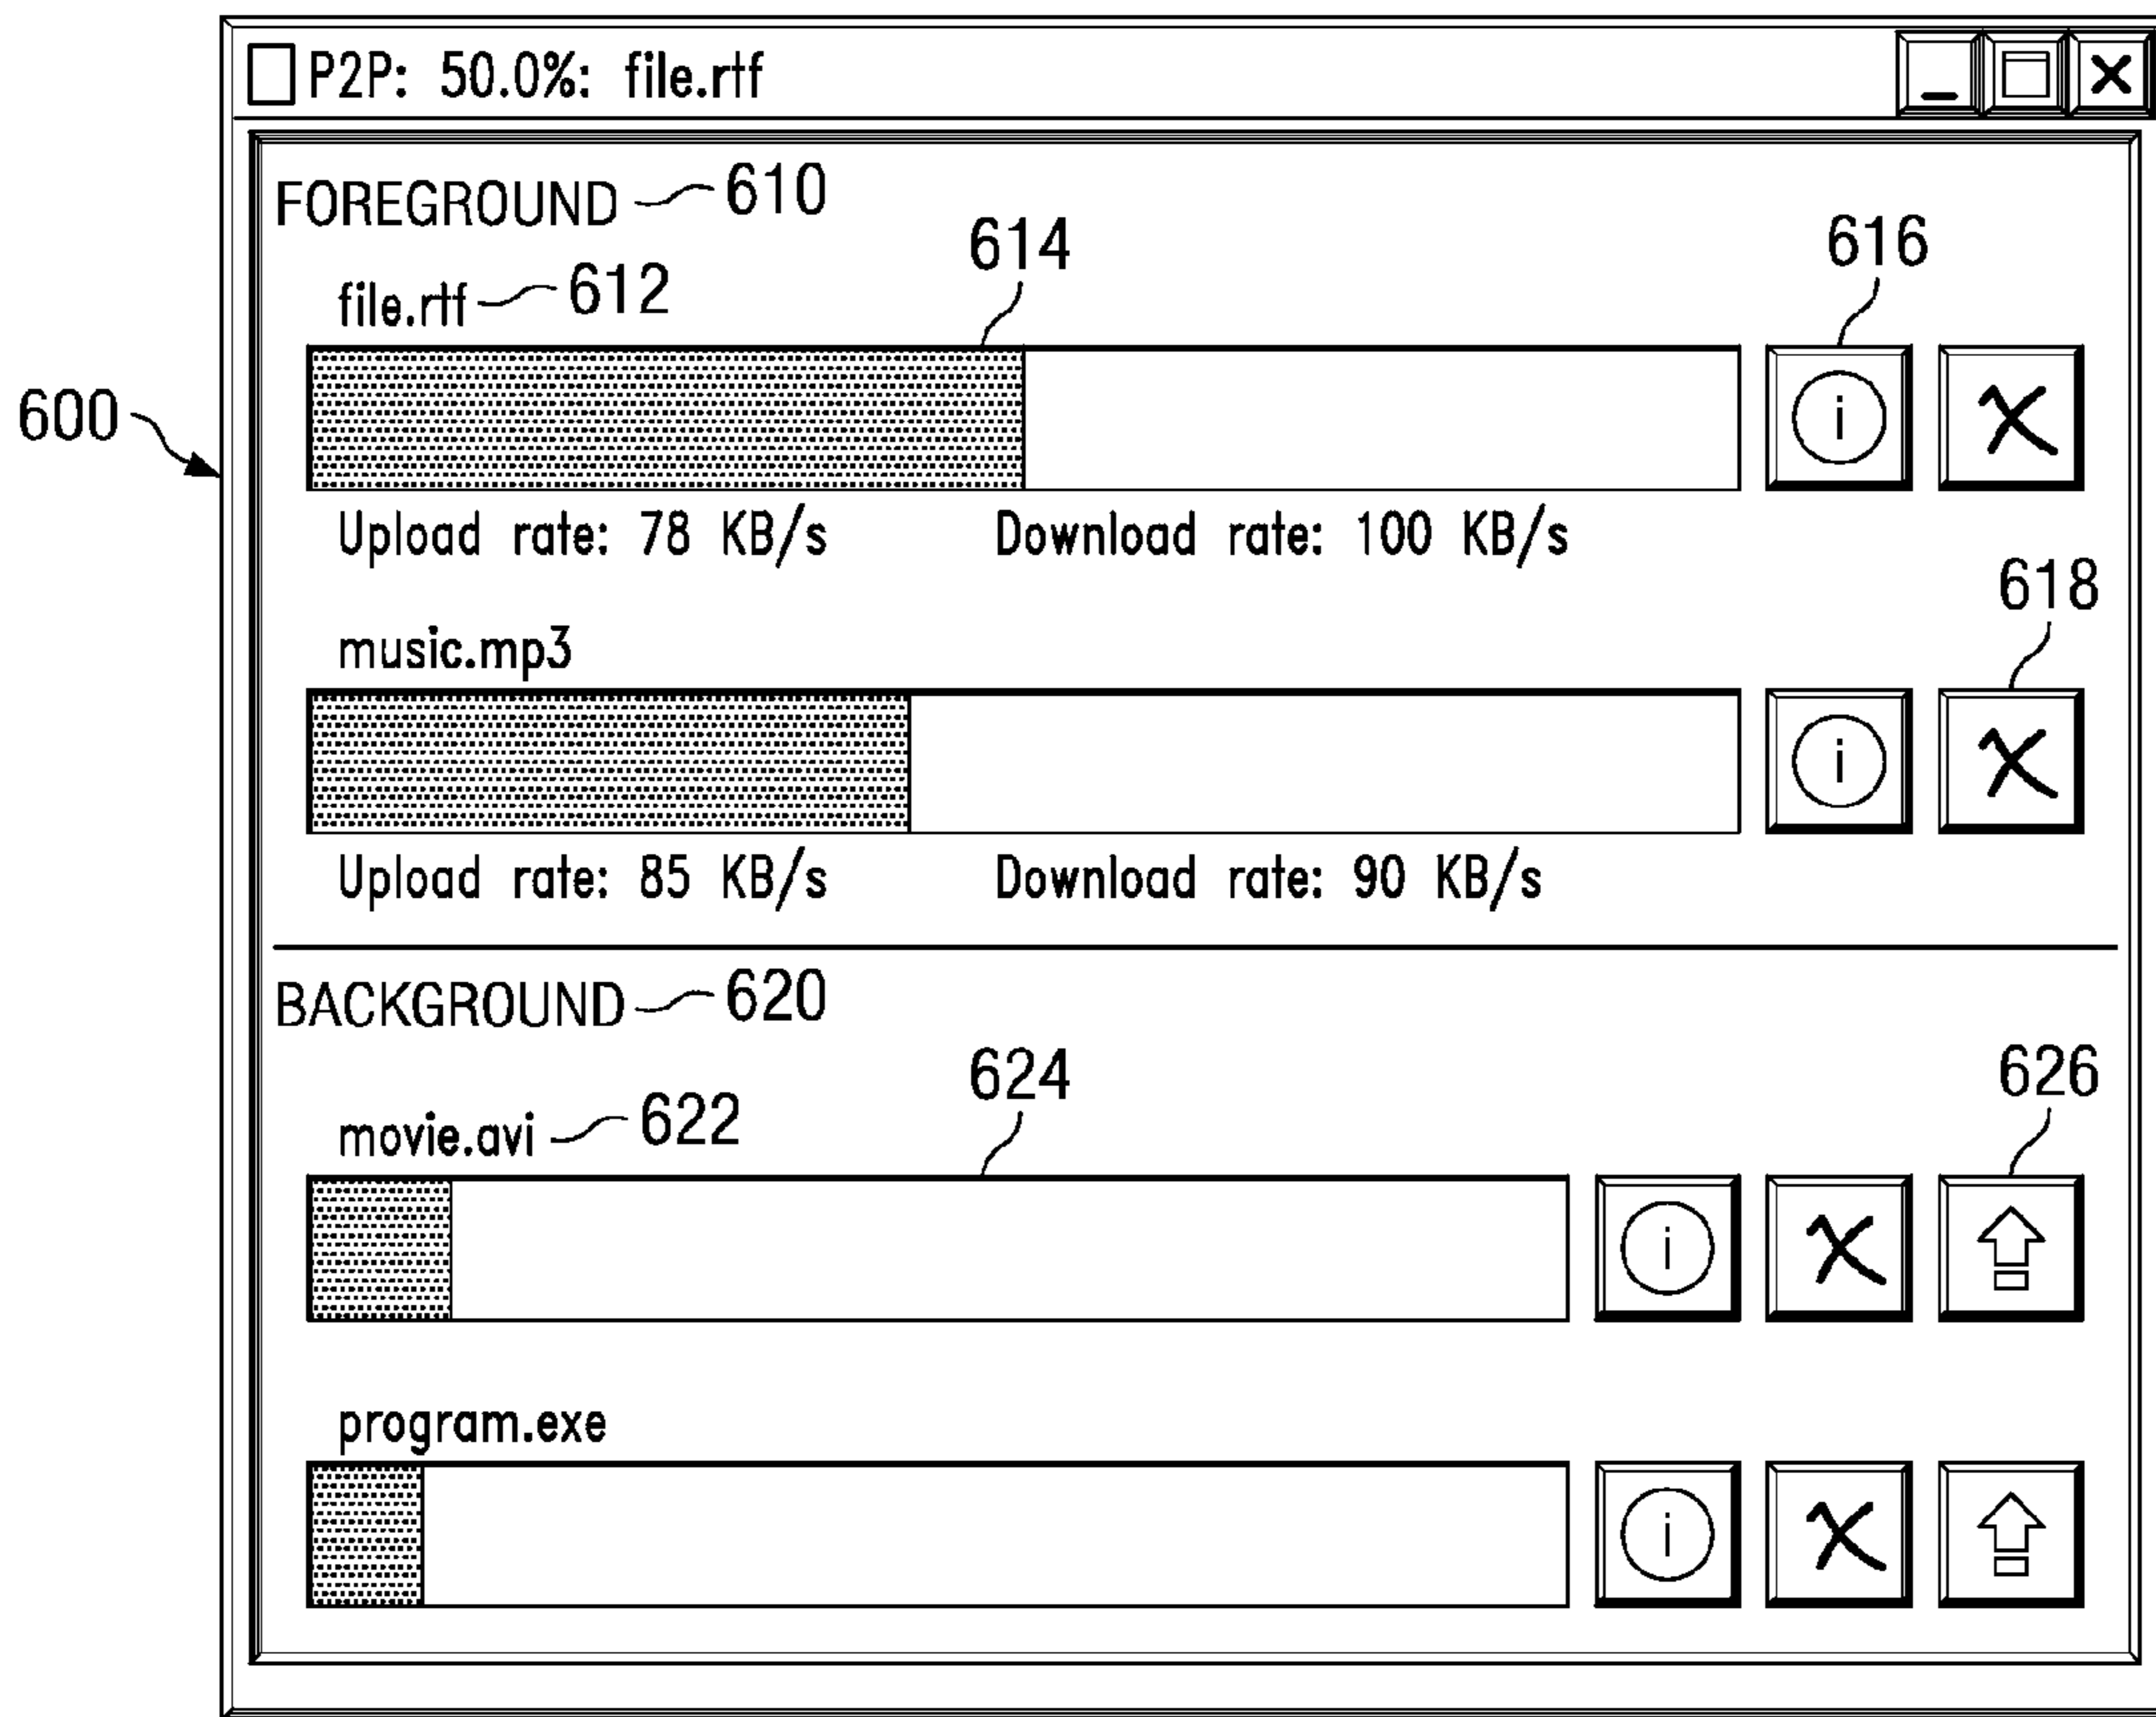 P2P: 50.0%: file.rtf
FOREGROUND 610
614
616
file.rtf 612
600
i
Upload rate: 78 KB/s Download rate: 100 KB/s
618
music.mp3
i
Upload rate: 85 KB/s Download rate: 90 KB/s
BACKGROUND 620
624
626
movie.avi 622
i
program.exe
i